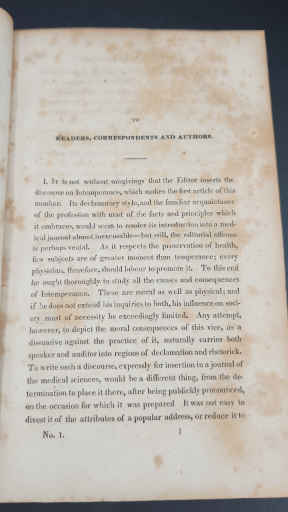 TO
READERS, CORRESPONDENTS AND AUTHORS.
1. It is not without misgivings that the Editor inserts the
discourse on Intemperance, which makes the first article of this
number. Its declamatory style, and the familiar acquaintance
of the profession with most of the facts and principles which
it embraces, would seem to render its introduction into a med-
ical journal almost inexcusable—but still, the editorial offence
is perhaps venial. As it respects the preservation of health,
few subjects are of greater moment than temperance; every
physician, therefore, should labour to promote it. To this end
he ought thoroughly to study all the causes and consequences
of Intemperance. These are moral as well as physical; and
if he does not extend his inquiries to both, his influence on soci-
ety must of necessity be exceedingly limited. Any attempt,
however, to depict the moral consequences of this vice, as a
dissuasive against the practice of it, naturally carries both
speaker and auditor into regions of declamation and rhetorick.
To write such a discourse, expressly for insertion in a journal of
the medical sciences, would be a different thing, from the de-
termination to place it there, after being publickly pronounced,
on the occasion for which it was prepared It was not easy to
divest it of the attributes of a popular address, or reduce it to
No. 1. 1